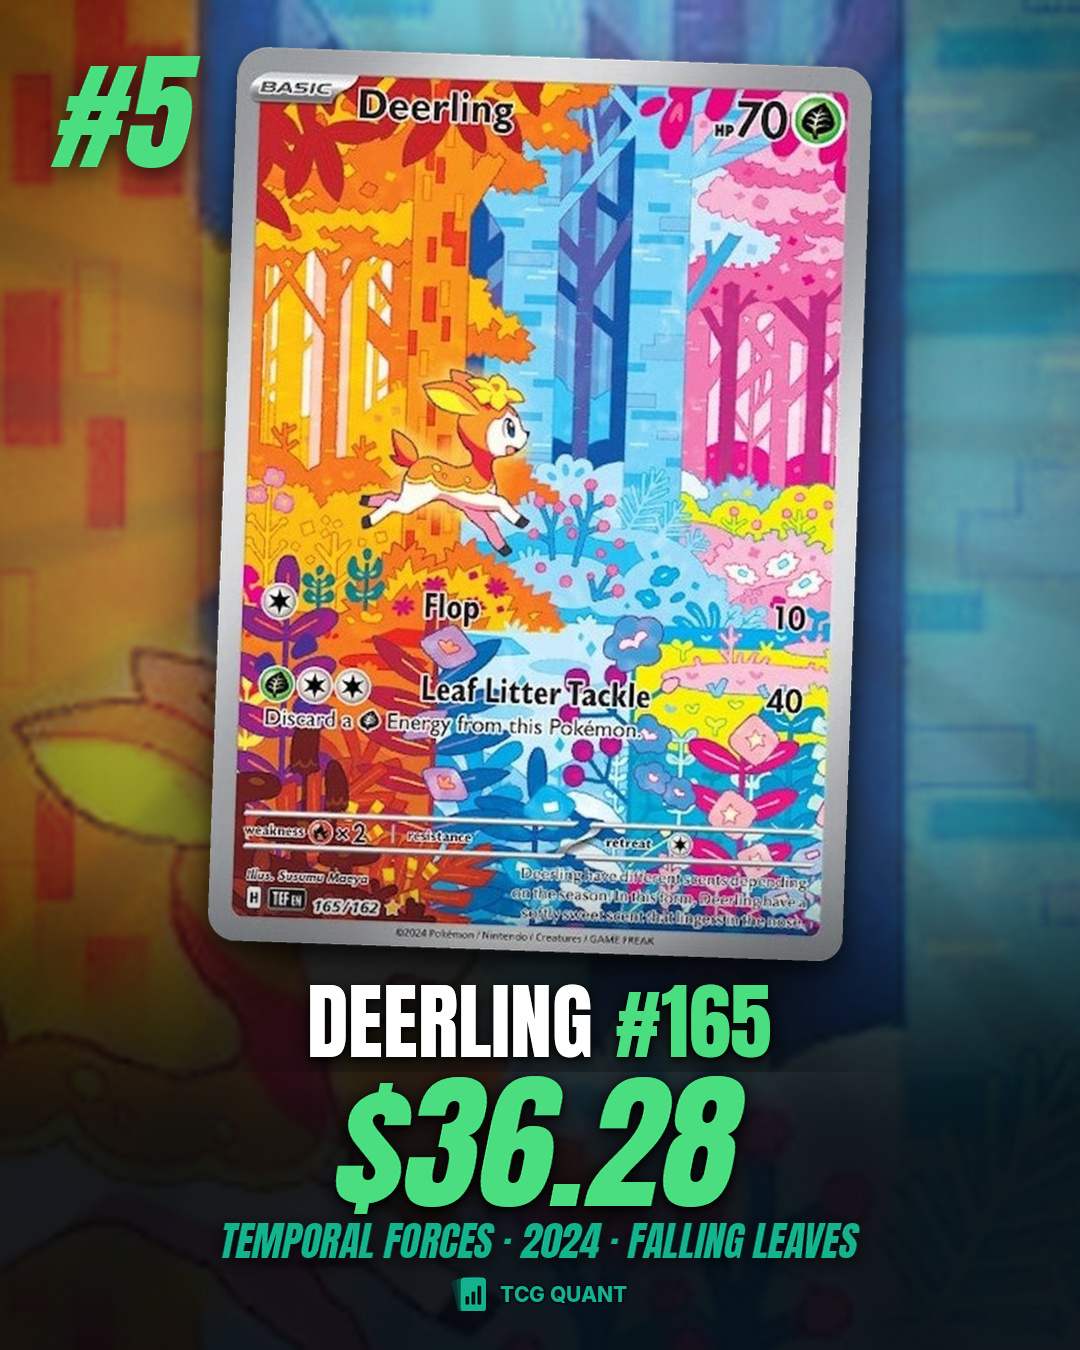 #5
BASIC
Deerling
HP 70
Flop 10
Leaf Litter Tackle 40
Discard a Energy from this Pokémon.
weakness ×2 resistance retreat
Illus. Susumu Maeya
Deerling have different scents depending
on the season. In this form, Deerling have a
softly sweet scent that lingers in the nose.
H TEF EN 165/162
©2024 Pokémon / Nintendo / Creatures / GAME FREAK
DEERLING #165
$36.28
TEMPORAL FORCES · 2024 · FALLING LEAVES
TCG QUANT